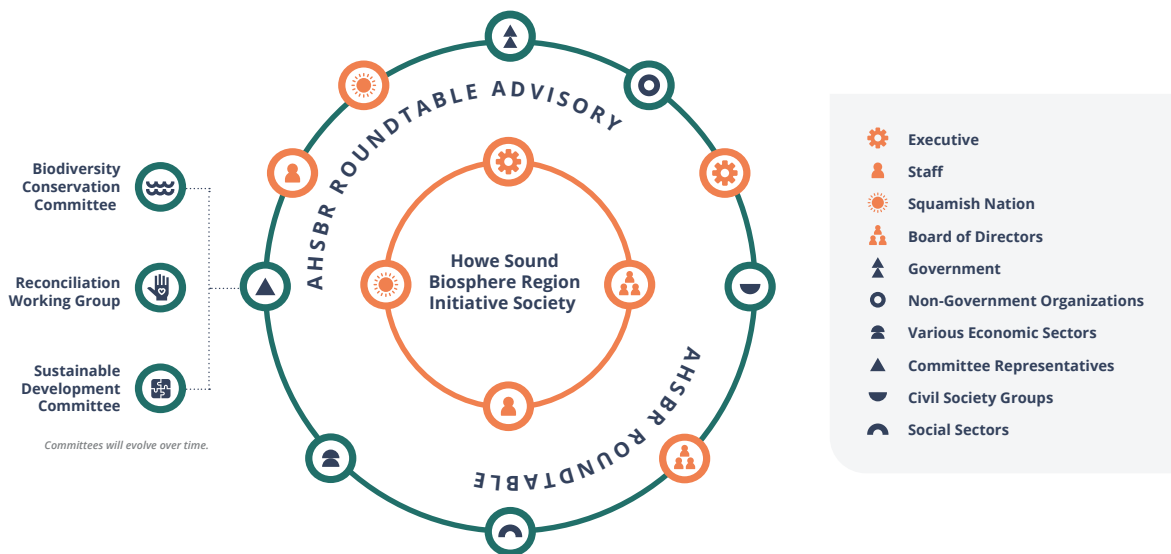 AHSBR ROUNDTABLE ADVISORY
Biodiversity
Conservation
Committee
Reconciliation
Working Group
Sustainable
Development
Committee
Committees will evolve over time.
Howe Sound
Biosphere Region
Initiative Society
AHSBR ROUNDTABLE
Executive
Staff
Squamish Nation
Board of Directors
Government
Non-Government Organizations
Various Economic Sectors
Committee Representatives
Civil Society Groups
Social Sectors